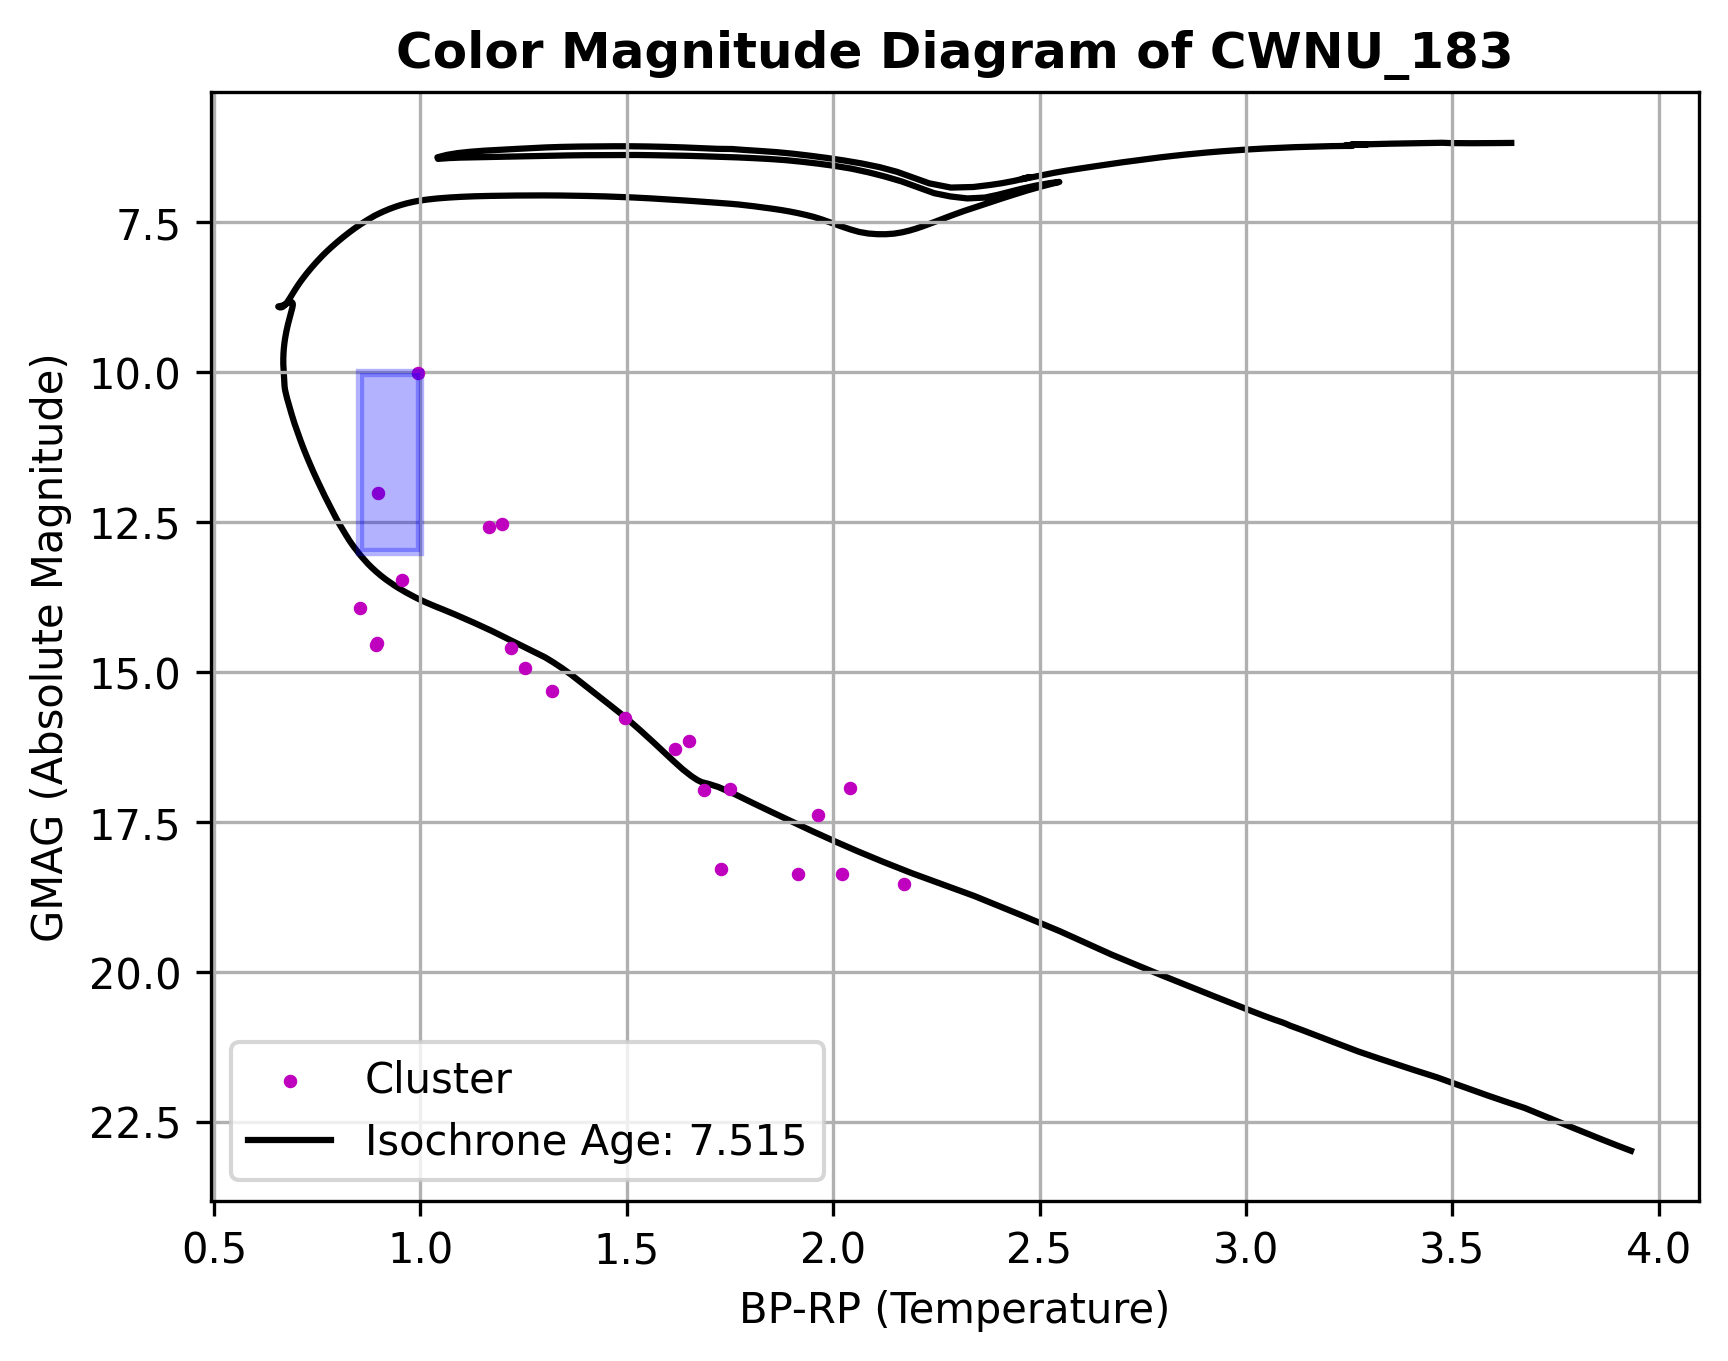 Color Magnitude Diagram of CWNU_183
GMAG (Absolute Magnitude)
7.5
10.0
12.5
15.0
17.5
20.0
22.5
Cluster
Isochrone Age: 7.515
0.5 1.0 1.5 2.0 2.5 3.0 3.5 4.0
BP-RP (Temperature)